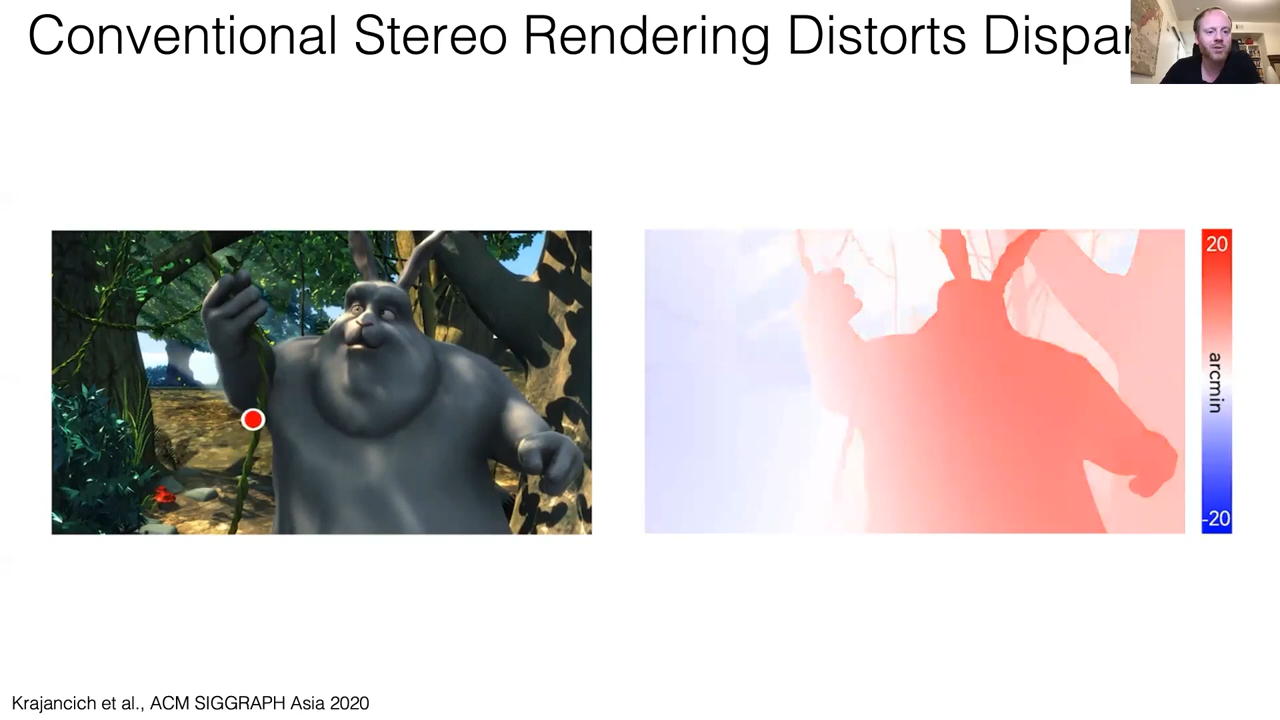 Conventional Stereo Rendering Distorts Dispar
20
arcmin
-20
Krajancich et al., ACM SIGGRAPH Asia 2020